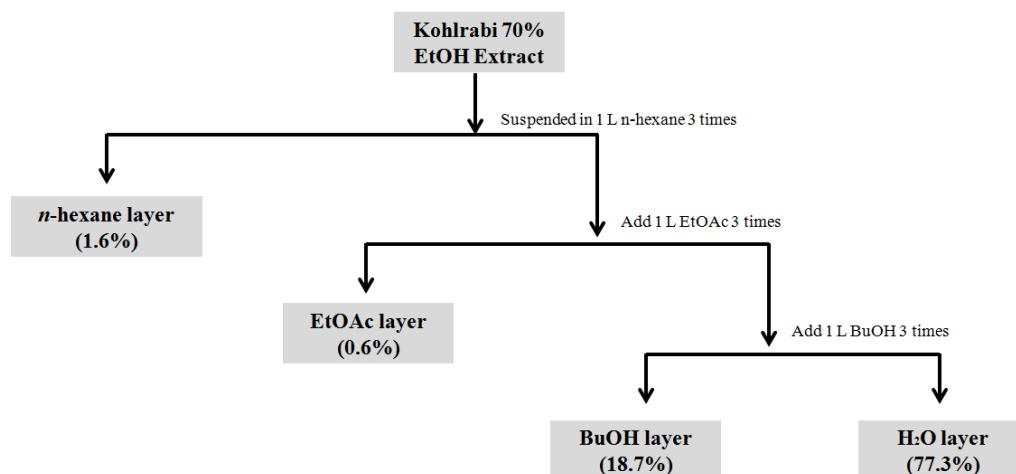 Kohlrabi 70%
EtOH Extract
Suspended in 1 L n-hexane 3 times
n-hexane layer
(1.6%)
Add 1 L EtOAc 3 times
EtOAc layer
(0.6%)
Add 1 L BuOH 3 times
BuOH layer
(18.7%)
H₂O layer
(77.3%)